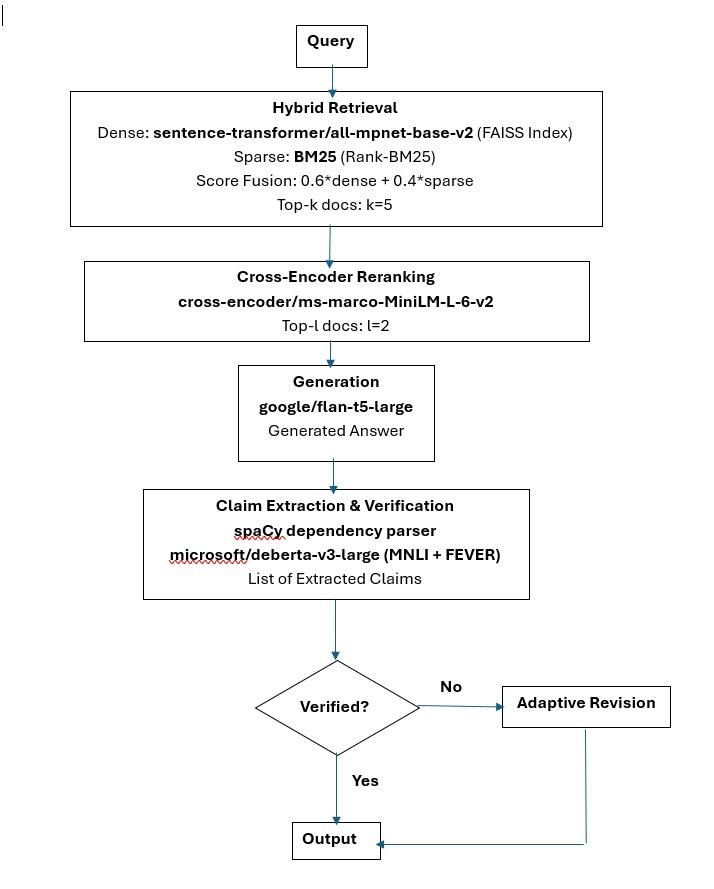 Query
Hybrid Retrieval
Dense: sentence-transformer/all-mpnet-base-v2 (FAISS Index)
Sparse: BM25 (Rank-BM25)
Score Fusion: 0.6*dense + 0.4*sparse
Top-k docs: k=5
Cross-Encoder Reranking
cross-encoder/ms-marco-MiniLM-L-6-v2
Top-l docs: l=2
Generation
google/flan-t5-large
Generated Answer
Claim Extraction & Verification
spaCy dependency parser
microsoft/deberta-v3-large (MNLI + FEVER)
List of Extracted Claims
Verified?
No
Adaptive Revision
Yes
Output